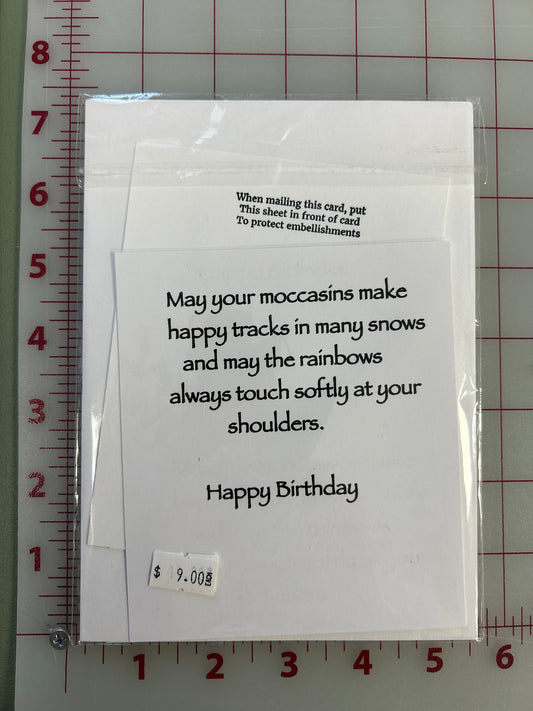 8
7
6
5
4
3
2
1
When mailing this card, put
This sheet in front of card
To protect embellishments
May your moccasins make
happy tracks in many snows
and may the rainbows
always touch softly at your
shoulders.
Happy Birthday
1 2 3 4 5 6